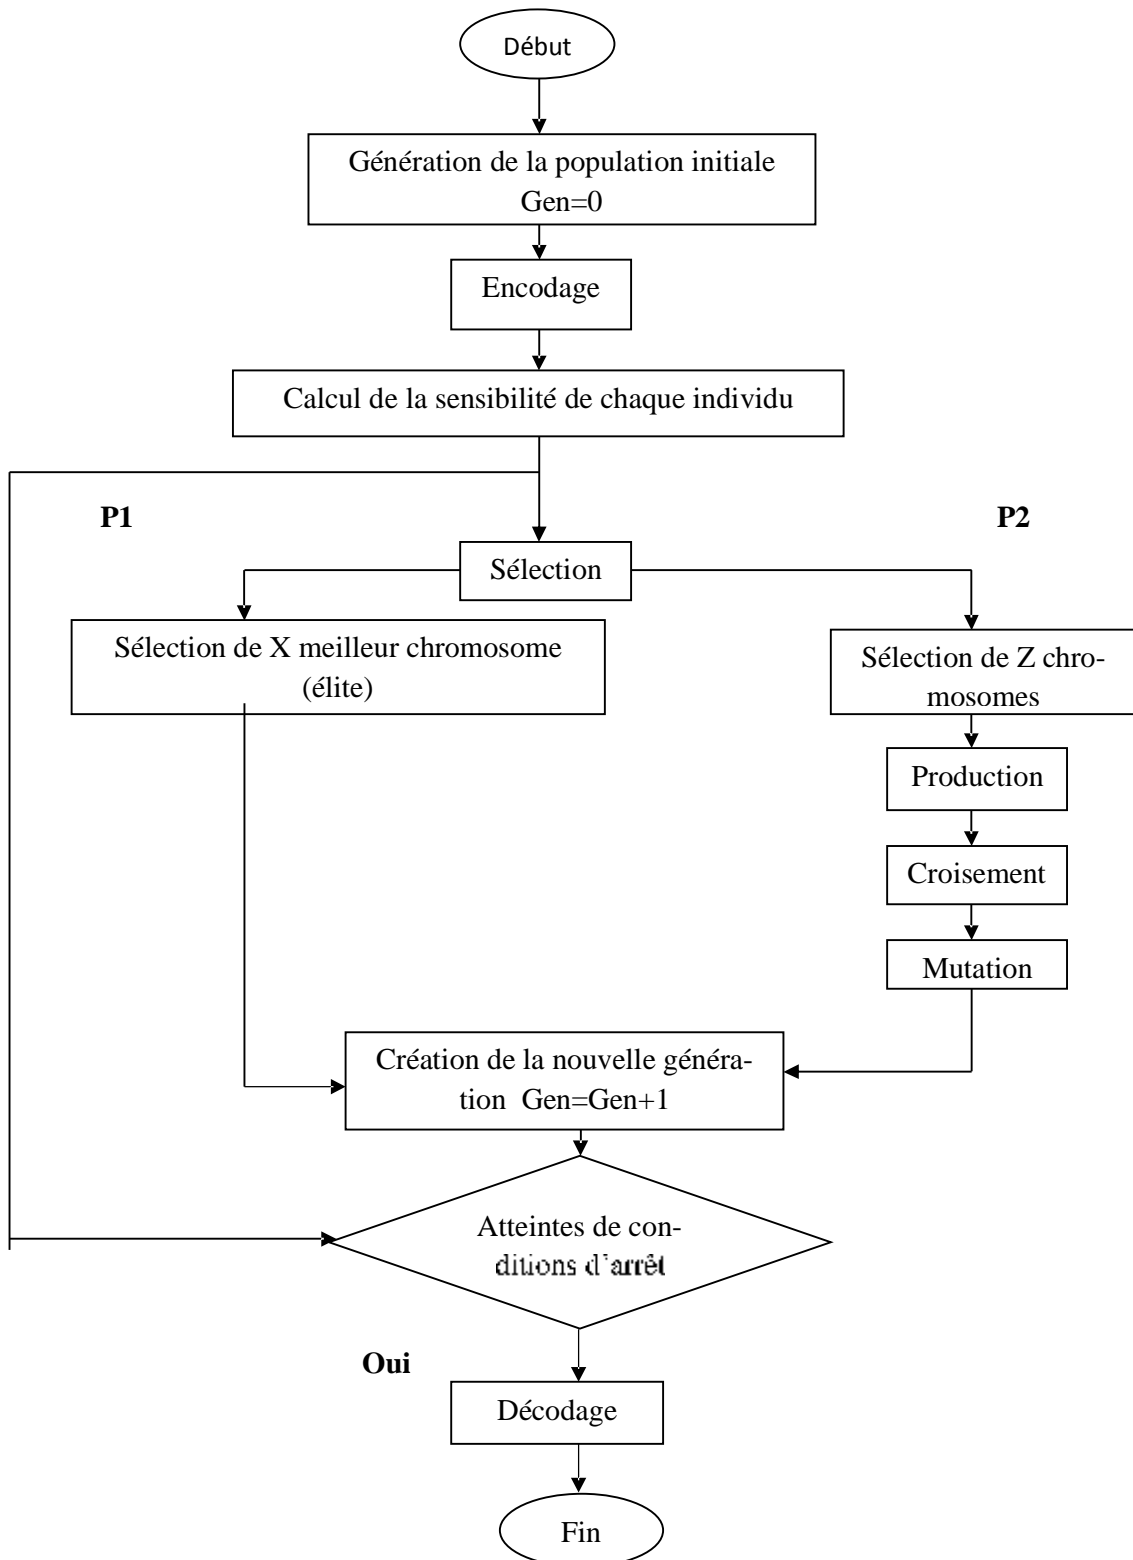 Début
Génération de la population initiale
Gen=0
Encodage
Calcul de la sensibilité de chaque individu
P1
P2
Sélection
Sélection de X meilleur chromosome
(élite)
Sélection de Z chro-
mosomes
Production
Croisement
Mutation
Création de la nouvelle généra-
tion Gen=Gen+1
Atteintes de con-
ditions d'arrêt
Oui
Décodage
Fin